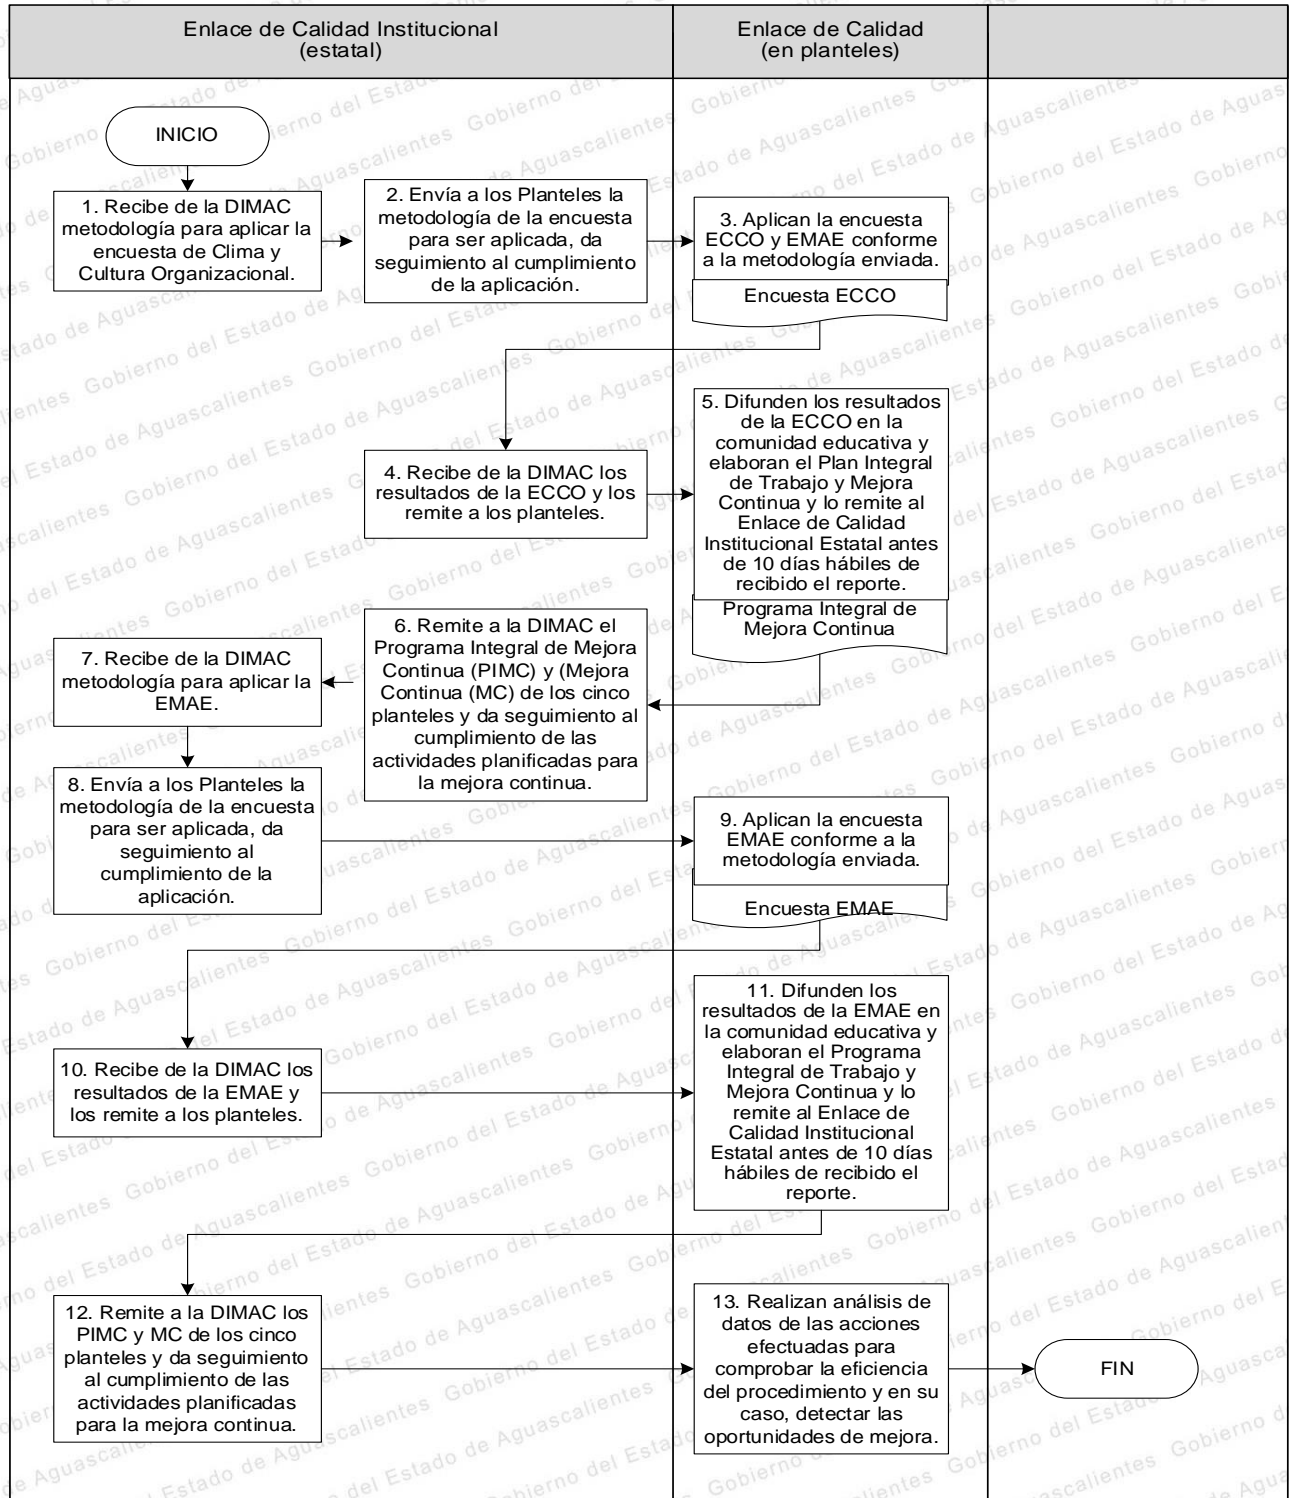 Enlace de Calidad Institucional
(estatal)
Enlace de Calidad
(en planteles)
INICIO
1. Recibe de la DIMAC
metodología para aplicar la
encuesta de Clima y
Cultura Organizacional.
2. Envía a los Planteles la
metodología de la encuesta
para ser aplicada, da
seguimiento al cumplimiento
de la aplicación.
3. Aplican la encuesta
ECCO y EMAE conforme
a la metodología enviada.
Encuesta ECCO
4. Recibe de la DIMAC los
resultados de la ECCO y los
remite a los planteles.
5. Difunden los resultados
de la ECCO en la
comunidad educativa y
elaboran el Plan Integral
de Trabajo y Mejora
Continua y lo remite al
Enlace de Calidad
Institucional Estatal antes
de 10 días hábiles de
recibido el reporte.
Programa Integral de
Mejora Continua
6. Remite a la DIMAC el
Programa Integral de Mejora
Continua (PIMC) y (Mejora
Continua (MC) de los cinco
planteles y da seguimiento al
cumplimiento de las
actividades planificadas para
la mejora continua.
7. Recibe de la DIMAC
metodología para aplicar la
EMAE.
8. Envía a los Planteles la
metodología de la encuesta
para ser aplicada, da
seguimiento al
cumplimiento de la
aplicación.
9. Aplican la encuesta
EMAE conforme a la
metodología enviada.
Encuesta EMAE
10. Recibe de la DIMAC los
resultados de la EMAE y
los remite a los planteles.
11. Difunden los
resultados de la EMAE en
la comunidad educativa y
elaboran el Programa
Integral de Trabajo y
Mejora Continua y lo
remite al Enlace de
Calidad Institucional
Estatal antes de 10 días
hábiles de recibido el
reporte.
12. Remite a la DIMAC los
PIMC y MC de los cinco
planteles y da seguimiento
al cumplimiento de las
actividades planificadas
para la mejora continua.
13. Realizan análisis de
datos de las acciones
efectuadas para
comprobar la eficiencia
del procedimiento y en su
caso, detectar las
oportunidades de mejora.
FIN
Gobierno del Estado de Aguascalientes